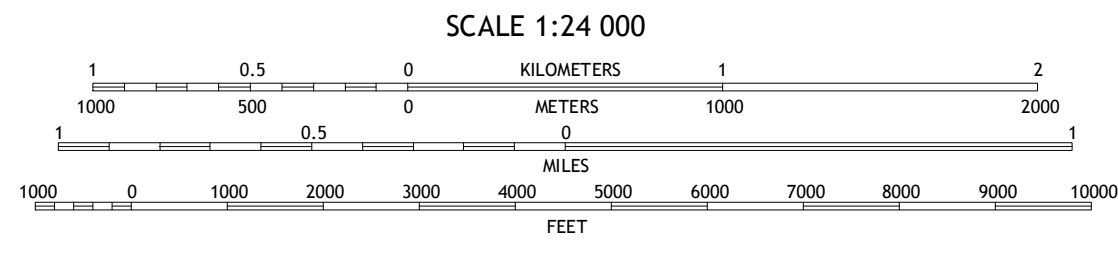 SCALE 1:24 000
1 0.5 0 KILOMETERS 1 2
1000 500 0 METERS 1000 2000
1 0.5 0 1
MILES
1000 0 1000 2000 3000 4000 5000 6000 7000 8000 9000 10000
FEET